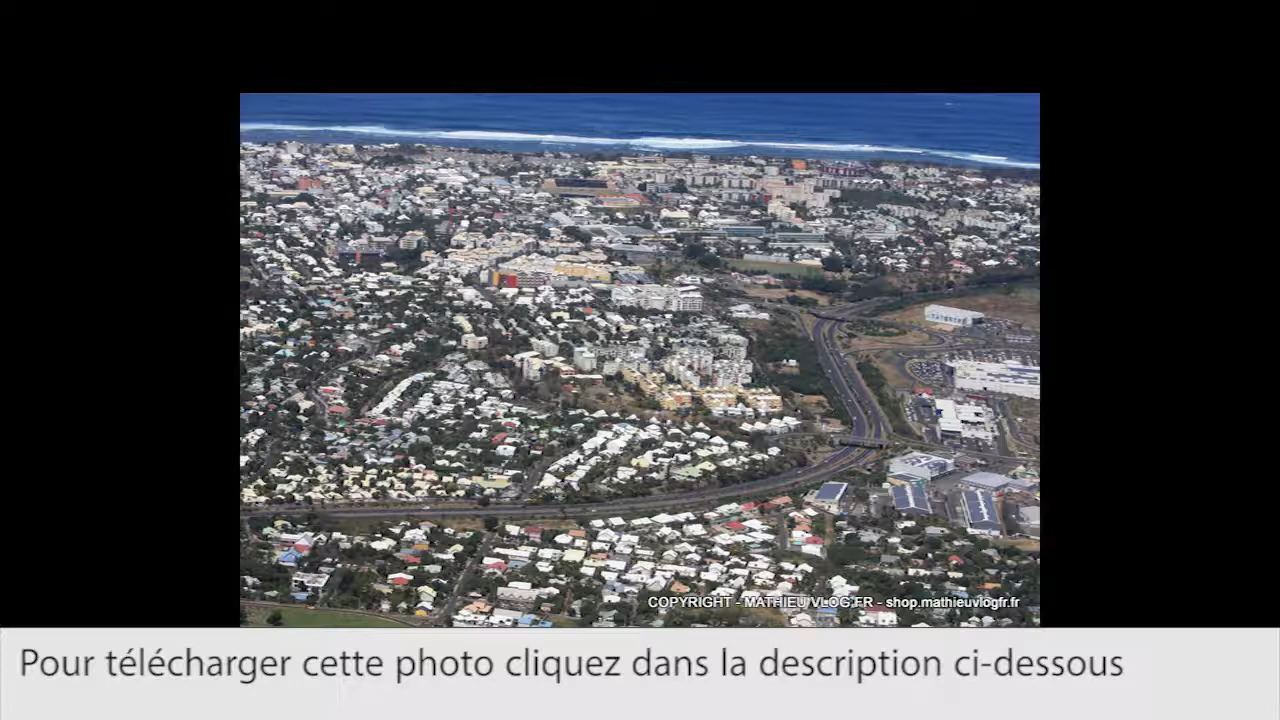 COPYRIGHT - MATHIEU VLOG.FR - shop.mathieuvlogfr.fr
Pour télécharger cette photo cliquez dans la description ci-dessous